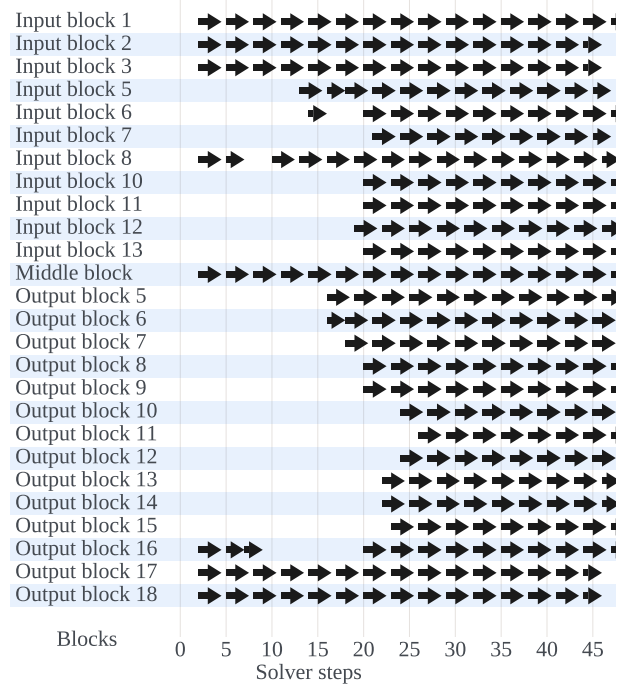 Input block 1
Input block 2
Input block 3
Input block 5
Input block 6
Input block 7
Input block 8
Input block 10
Input block 11
Input block 12
Input block 13
Middle block
Output block 5
Output block 6
Output block 7
Output block 8
Output block 9
Output block 10
Output block 11
Output block 12
Output block 13
Output block 14
Output block 15
Output block 16
Output block 17
Output block 18
Blocks
0 5 10 15 20 25 30 35 40 45
Solver steps